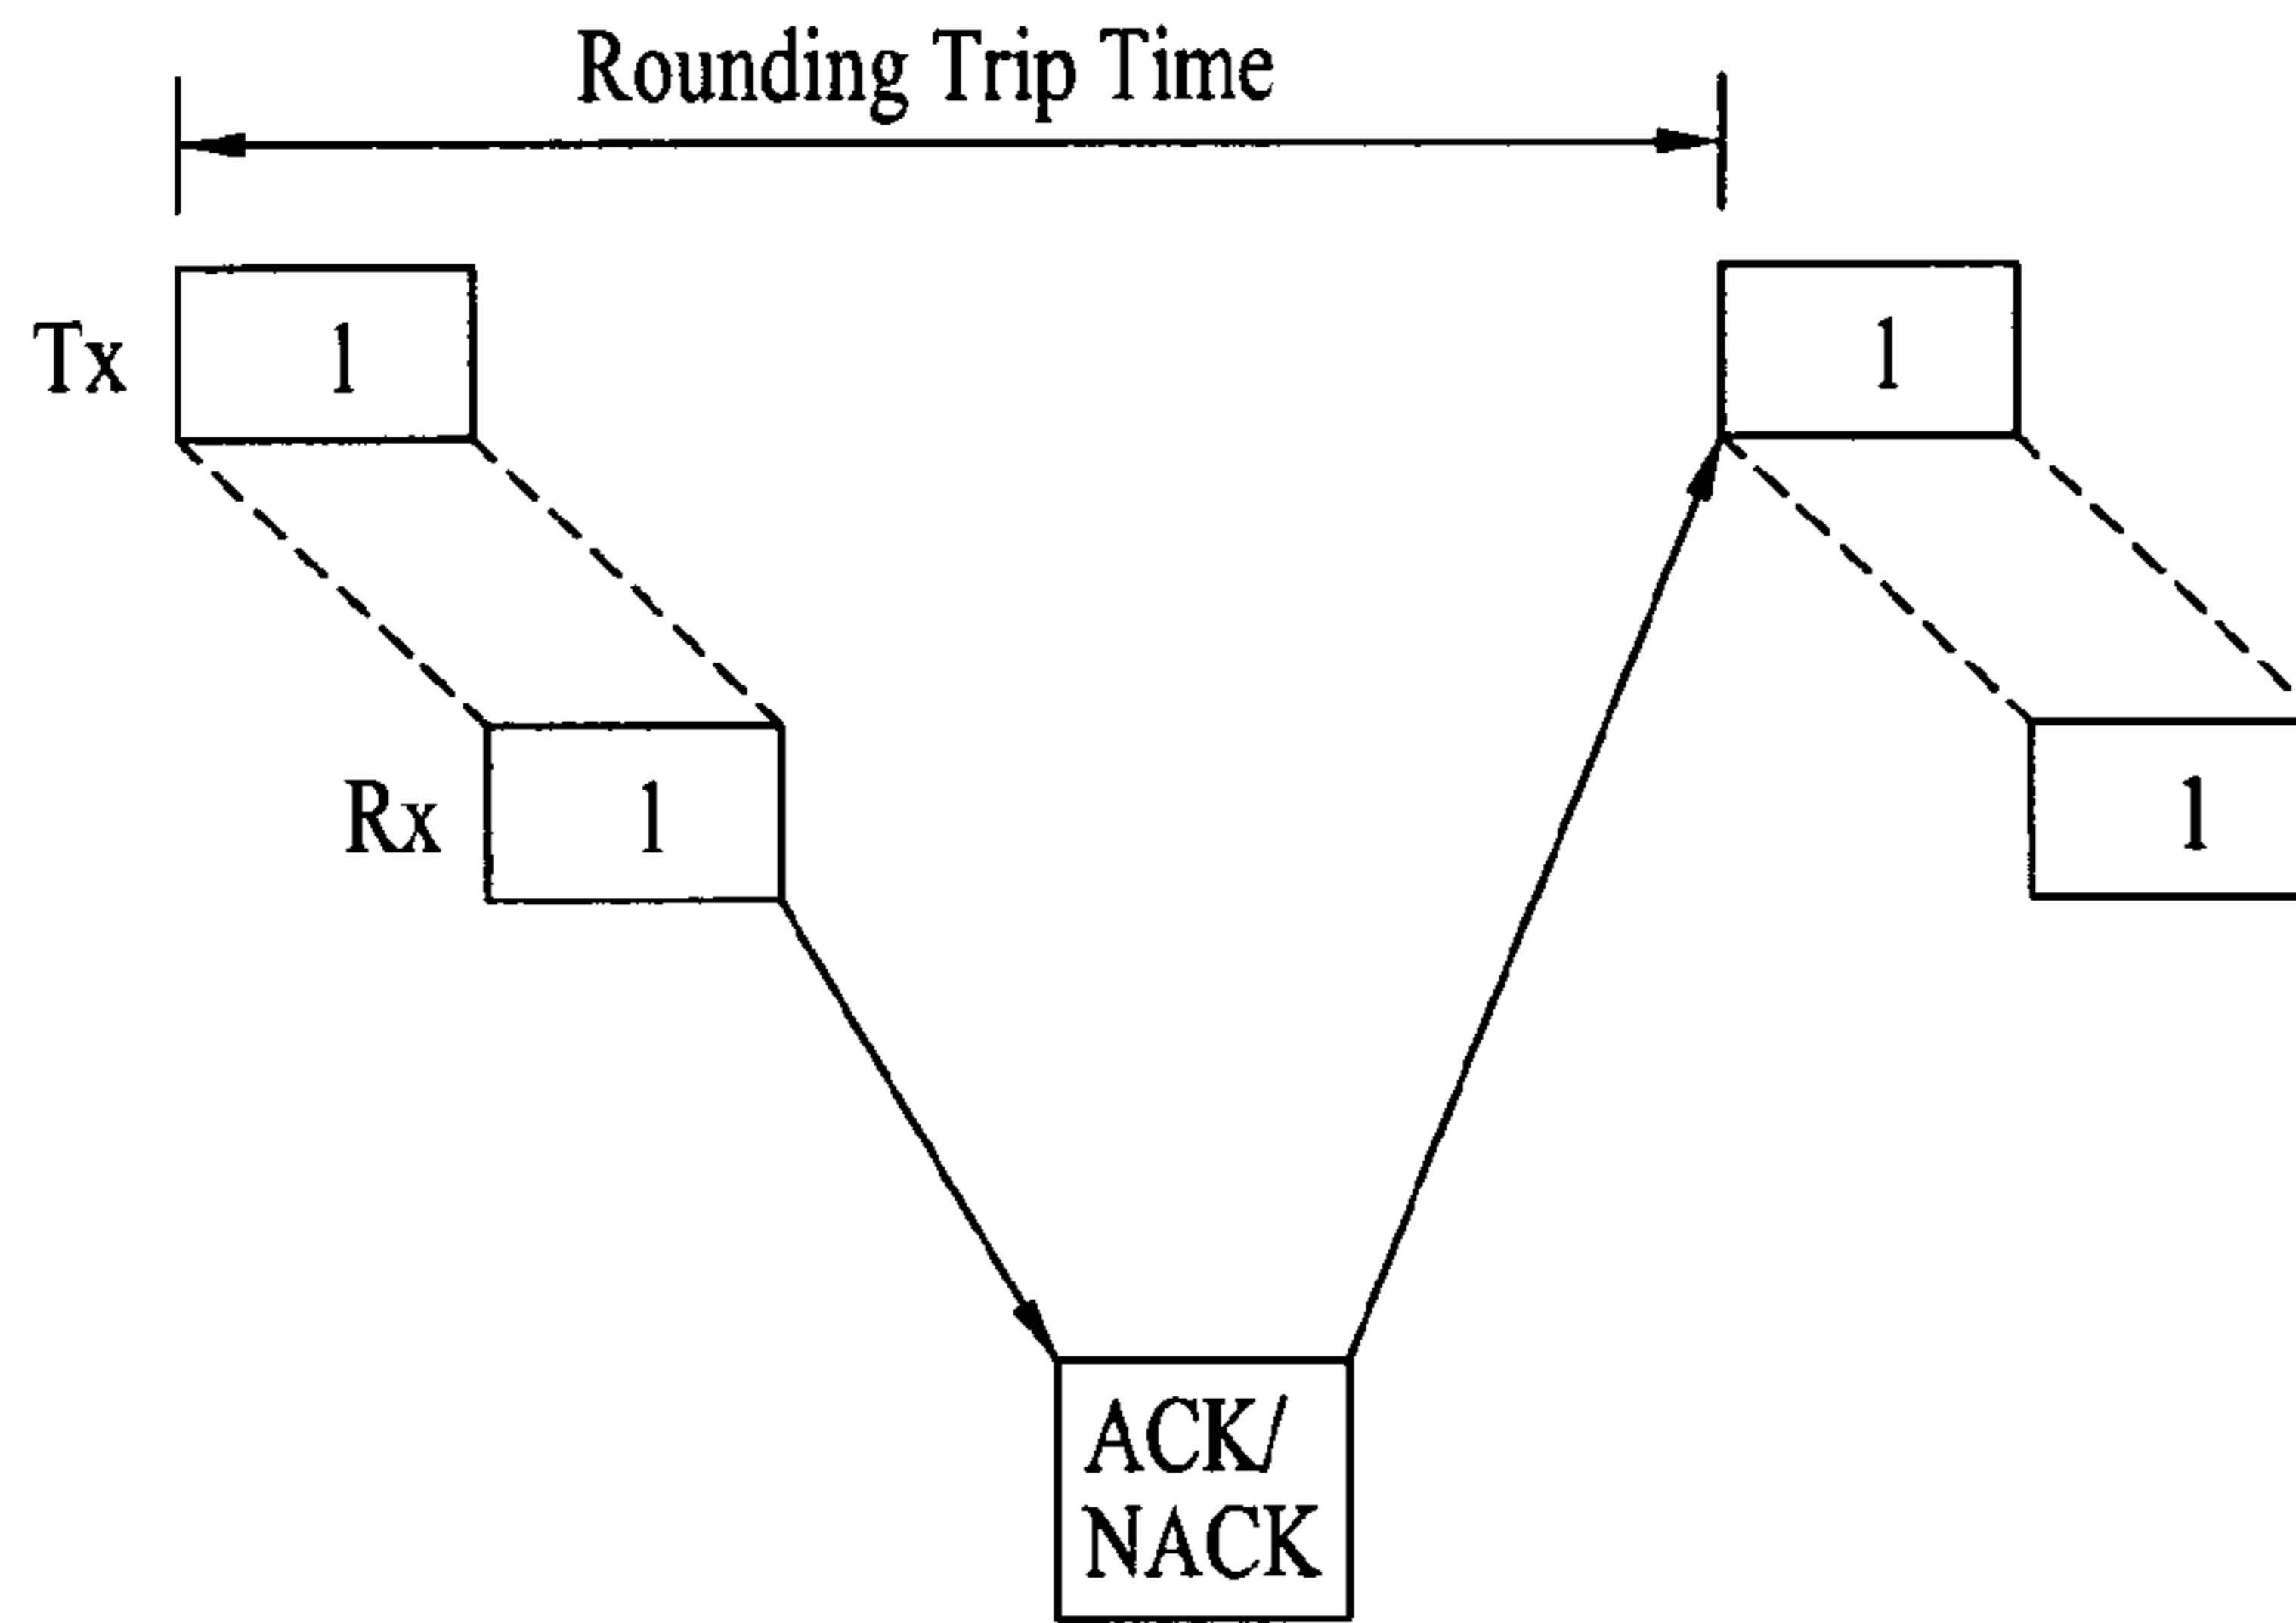 Rounding Trip Time
Tx
1
1
Rx
1
1
ACK/
NACK